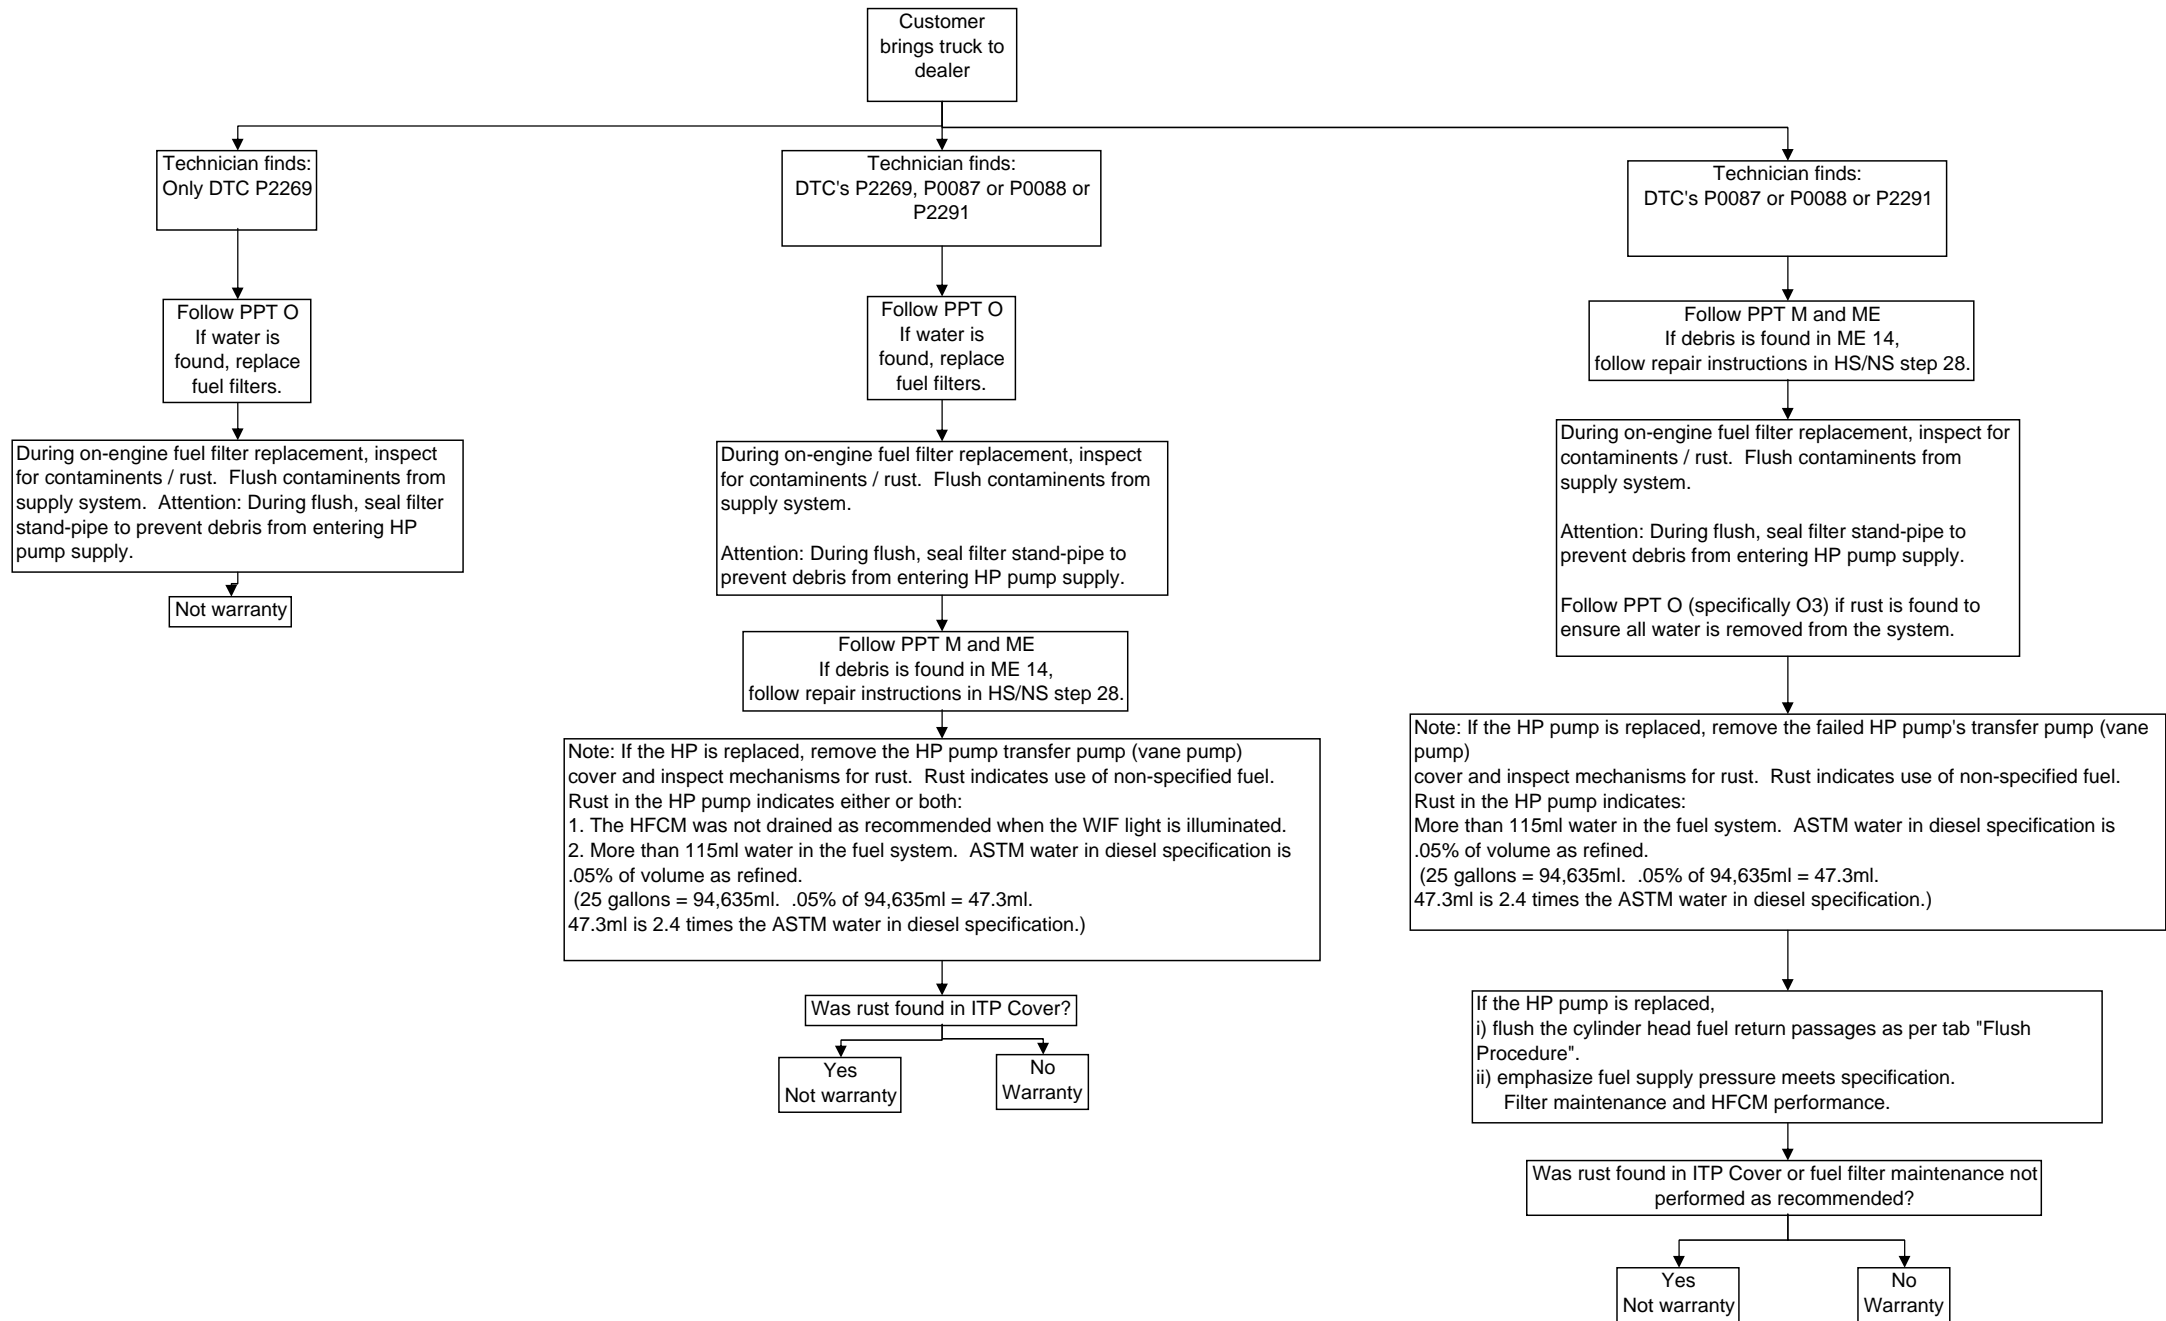 Customer
brings truck to
dealer
Technician finds:
Only DTC P2269
Follow PPT O
If water is
found, replace
fuel filters.
During on-engine fuel filter replacement, inspect
for contaminents / rust.  Flush contaminents from
supply system.  Attention: During flush, seal filter
stand-pipe to prevent debris from entering HP
pump supply.
Not warranty
Technician finds:
DTC's P2269, P0087 or P0088 or
P2291
Follow PPT O
If water is
found, replace
fuel filters.
During on-engine fuel filter replacement, inspect
for contaminents / rust.  Flush contaminents from
supply system.
Attention: During flush, seal filter stand-pipe to
prevent debris from entering HP pump supply.
Follow PPT M and ME
If debris is found in ME 14,
follow repair instructions in HS/NS step 28.
Note: If the HP is replaced, remove the HP pump transfer pump (vane pump)
cover and inspect mechanisms for rust.  Rust indicates use of non-specified fuel.
Rust in the HP pump indicates either or both:
1. The HFCM was not drained as recommended when the WIF light is illuminated.
2. More than 115ml water in the fuel system.  ASTM water in diesel specification is
.05% of volume as refined.
(25 gallons = 94,635ml.  .05% of 94,635ml = 47.3ml.
47.3ml is 2.4 times the ASTM water in diesel specification.)
Was rust found in ITP Cover?
Yes
Not warranty
No
Warranty
Technician finds:
DTC's P0087 or P0088 or P2291
Follow PPT M and ME
If debris is found in ME 14,
follow repair instructions in HS/NS step 28.
During on-engine fuel filter replacement, inspect for
contaminents / rust.  Flush contaminents from
supply system.
Attention: During flush, seal filter stand-pipe to
prevent debris from entering HP pump supply.
Follow PPT O (specifically O3) if rust is found to
ensure all water is removed from the system.
Note: If the HP pump is replaced, remove the failed HP pump's transfer pump (vane
pump)
cover and inspect mechanisms for rust.  Rust indicates use of non-specified fuel.
Rust in the HP pump indicates:
More than 115ml water in the fuel system.  ASTM water in diesel specification is
.05% of volume as refined.
(25 gallons = 94,635ml.  .05% of 94,635ml = 47.3ml.
47.3ml is 2.4 times the ASTM water in diesel specification.)
If the HP pump is replaced,
i) flush the cylinder head fuel return passages as per tab "Flush
Procedure".
ii) emphasize fuel supply pressure meets specification.
Filter maintenance and HFCM performance.
Was rust found in ITP Cover or fuel filter maintenance not
performed as recommended?
Yes
Not warranty
No
Warranty